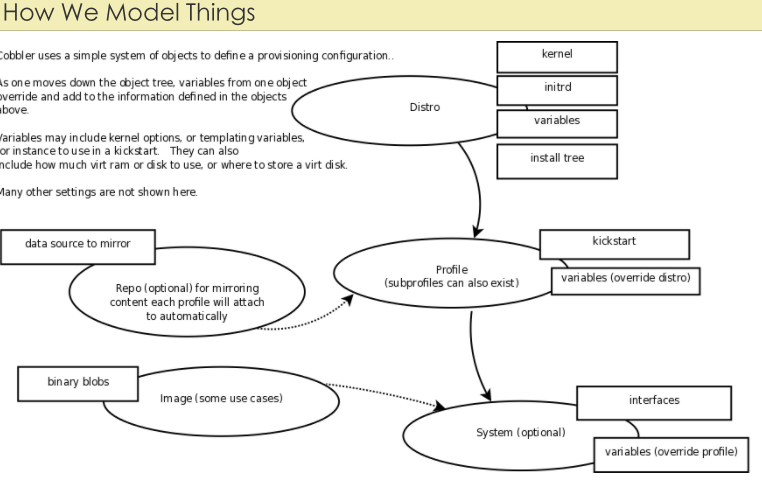 How We Model Things
Cobbler uses a simple system of objects to define a provisioning configuration..
As one moves down the object tree, variables from one object
override and add to the information defined in the objects
above.
Variables may include kernel options, or templating variables,
for instance to use in a kickstart. They can also
include how much virt ram or disk to use, or where to store a virt disk.
Many other settings are not shown here.
kernel
initrd
Distro
variables
install tree
data source to mirror
kickstart
Profile
(subprofiles can also exist)
variables (override distro)
Repo (optional) for mirroring
content each profile will attach
to automatically
binary blobs
Image (some use cases)
interfaces
System (optional)
variables (override profile)